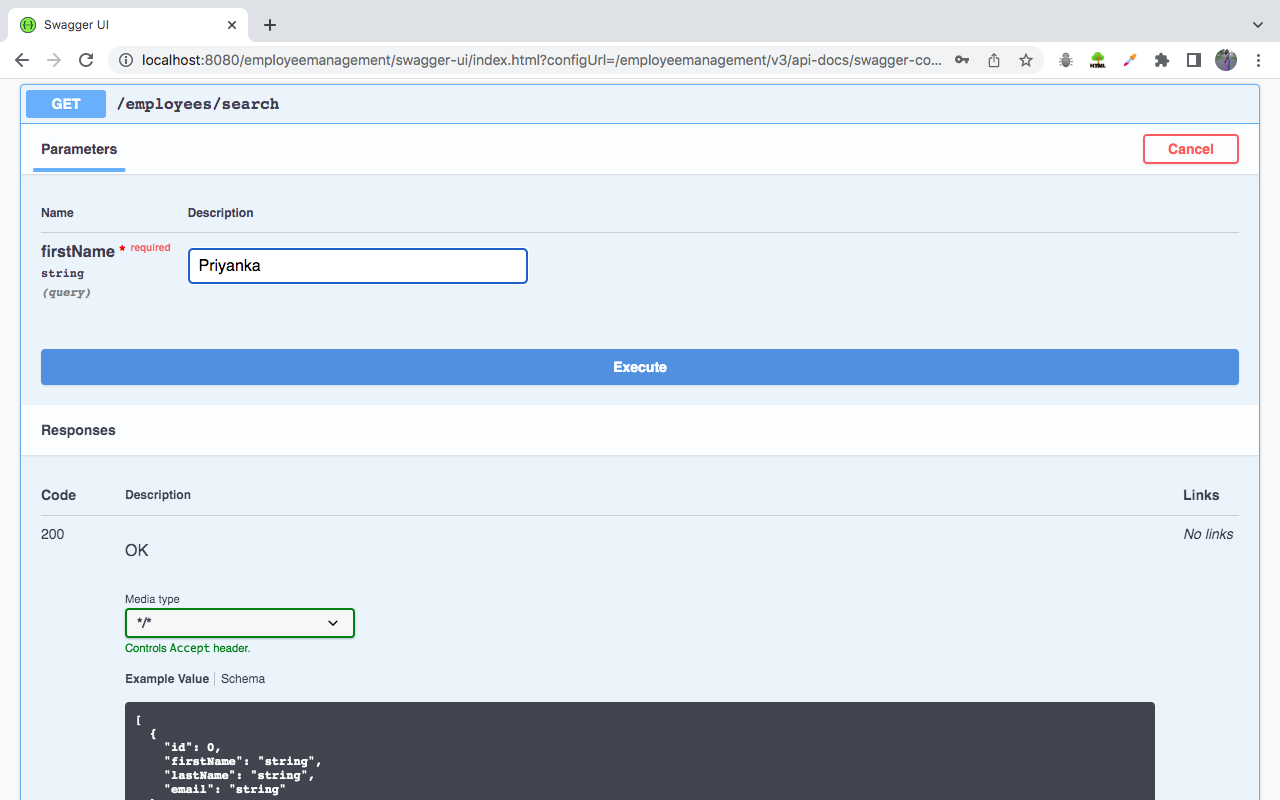 Swagger UI
localhost:8080/employeemanagement/swagger-ui/index.html?configUrl=/employeemanagement/v3/api-docs/swagger-co...
HTML
GET /employees/search
Parameters
Cancel
Name Description
firstName * required
string
(query)
Priyanka
Execute
Responses
Code Description Links
200 No links
OK
Media type
*/*
Controls Accept header.
Example Value Schema
[
{
"id": 0,
"firstName": "string",
"lastName": "string",
"email": "string"